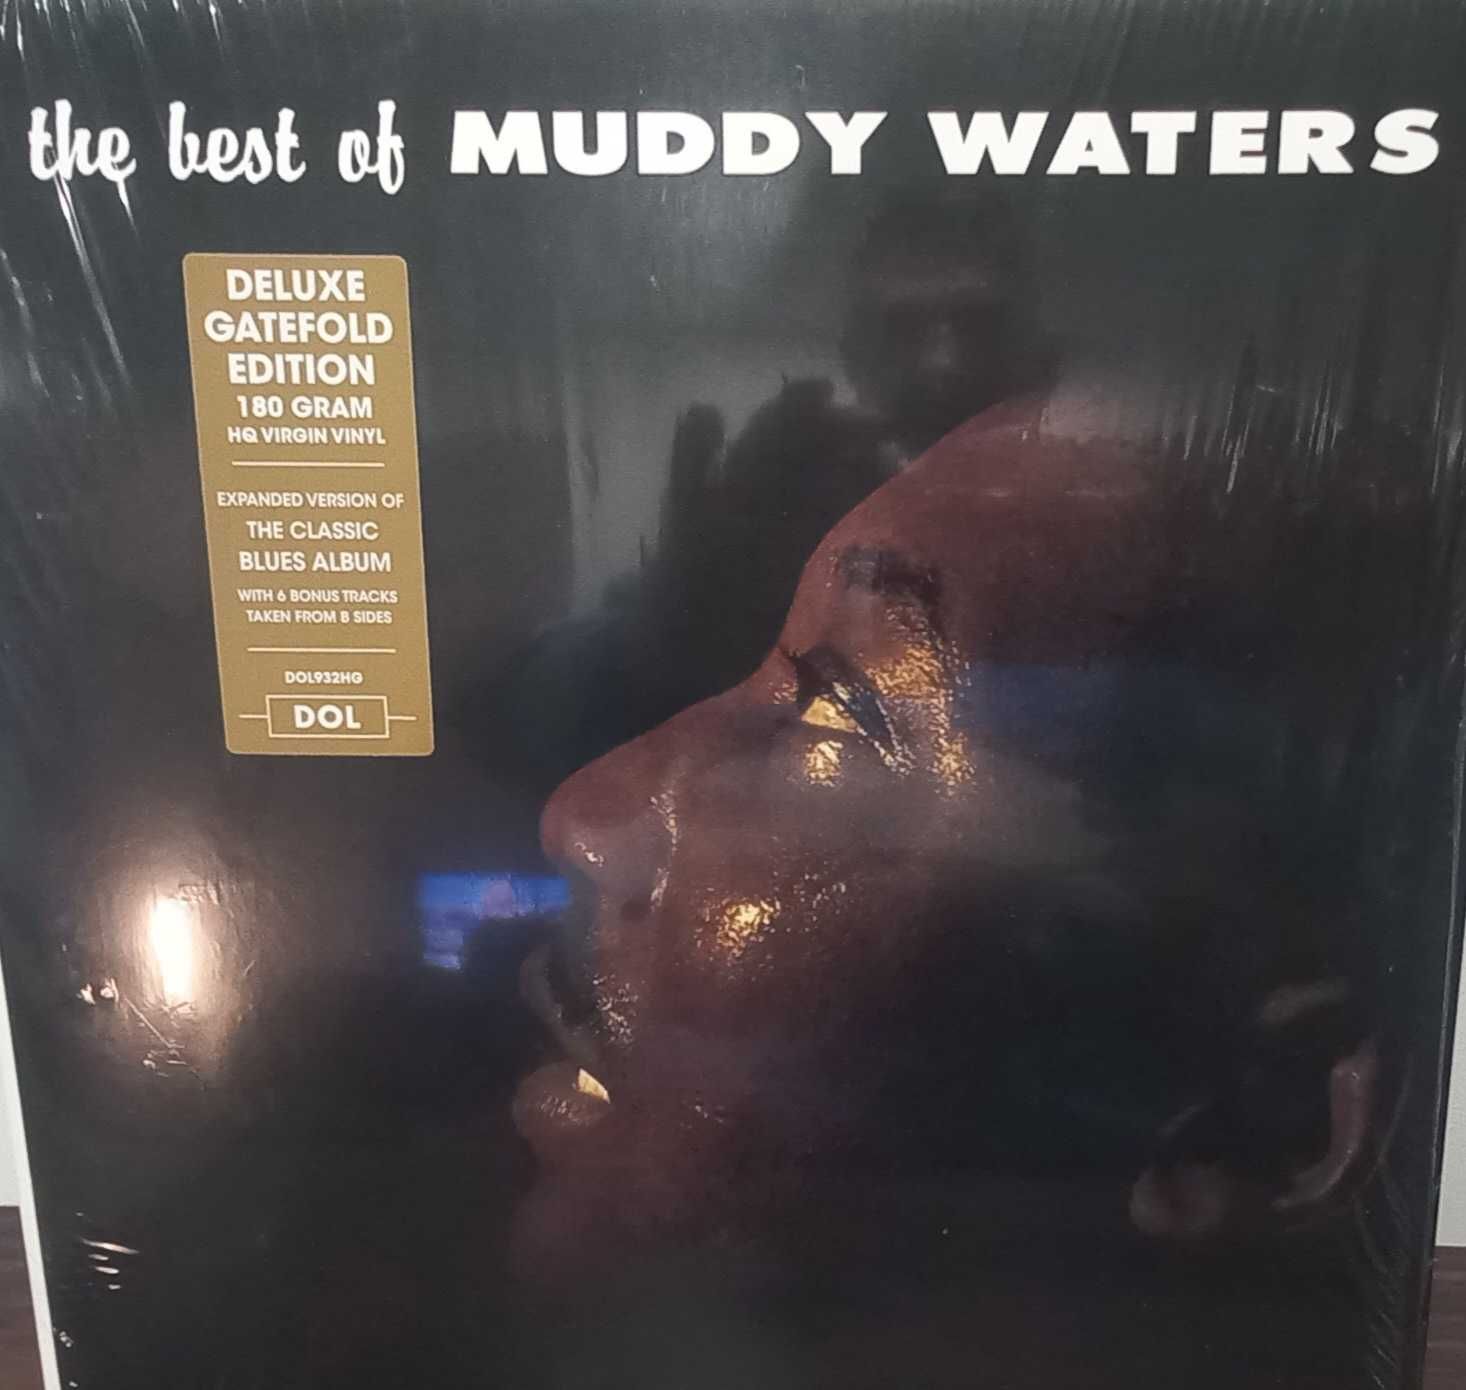 the best of MUDDY WATERS
DELUXE
GATEFOLD
EDITION
180 GRAM
HQ VIRGIN VINYL
EXPANDED VERSION OF
THE CLASSIC
BLUES ALBUM
WITH 6 BONUS TRACKS
TAKEN FROM B SIDES
DOL932HG
DOL